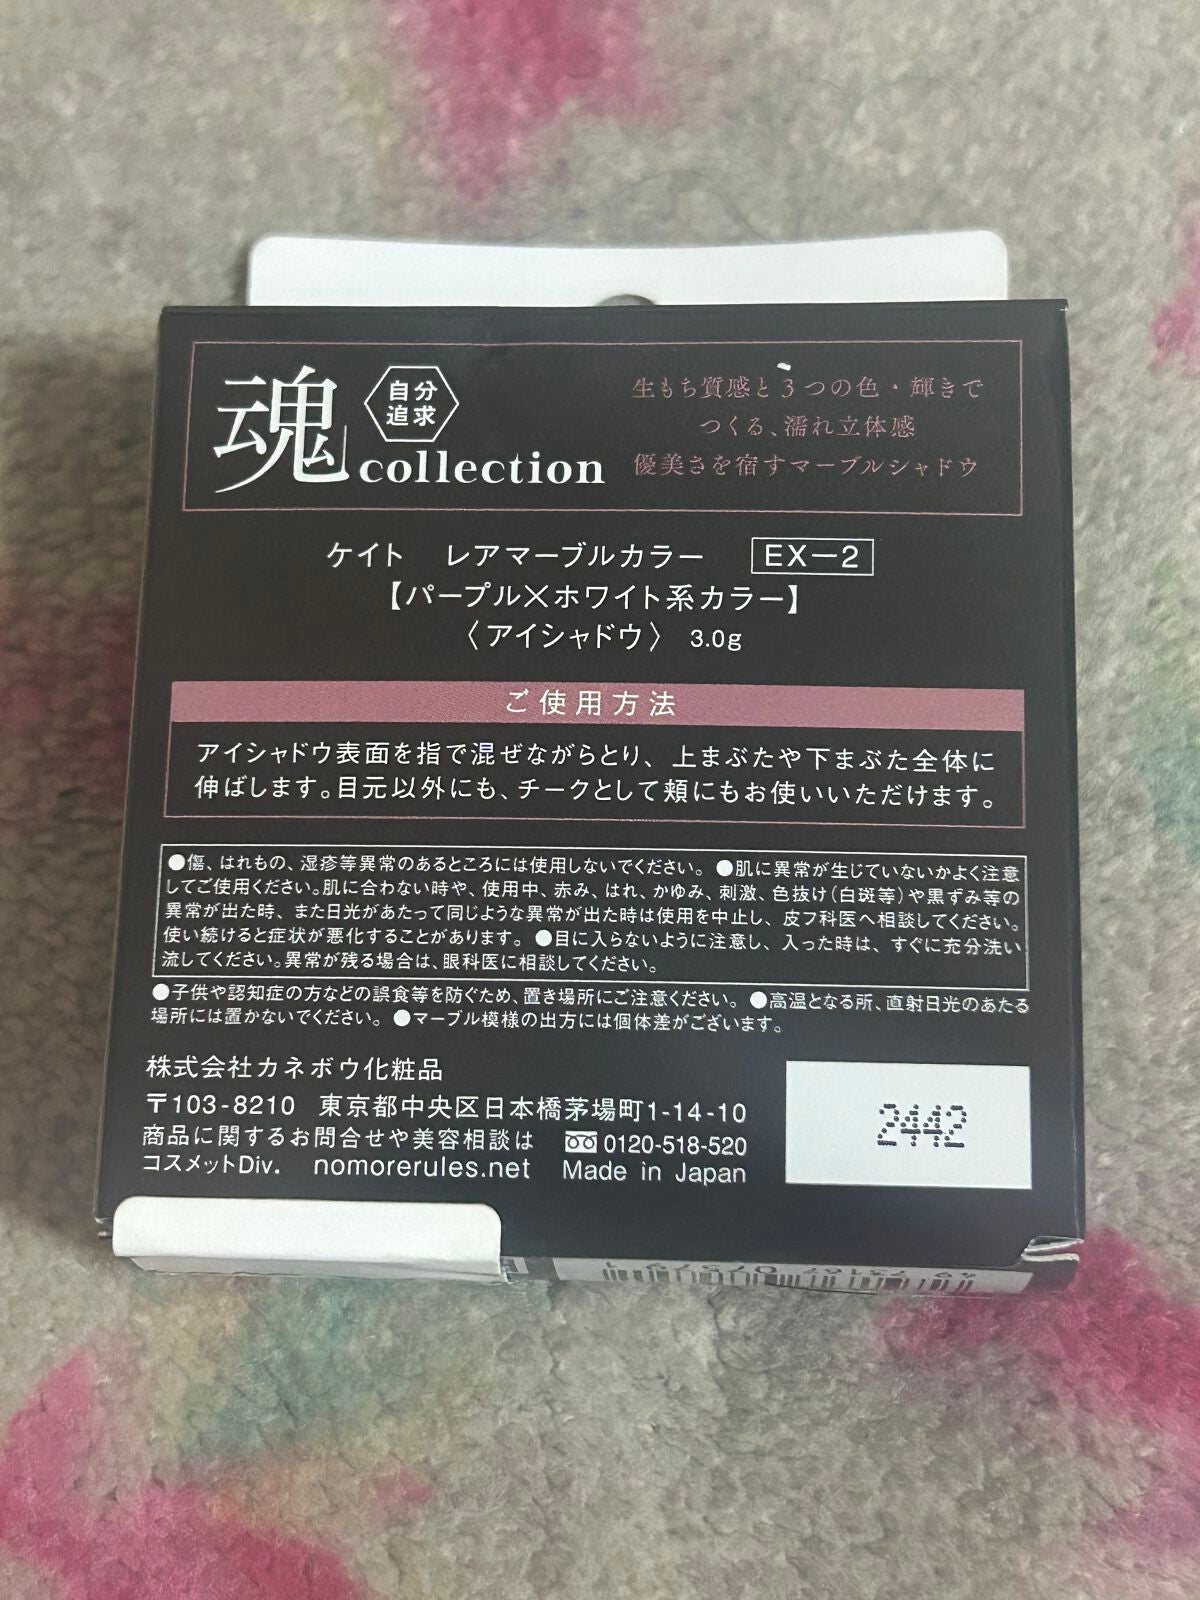 魂 自分追求 collection
生もち質感と3つの色・輝きで
つくる、濡れ立体感
優美さを宿すマーブルシャドウ
ケイト レアマーブルカラー EX-2
【パープル×ホワイト系カラー】
〈アイシャドウ〉 3.0g
ご使用方法
アイシャドウ表面を指で混ぜながらとり、上まぶたや下まぶた全体に
伸ばします。目元以外にも、チークとして頬にもお使いいただけます。
●傷、はれもの、湿疹等異常のあるところには使用しないでください。 ●肌に異常が生じていないかよく注意
してご使用ください。肌に合わない時や、使用中、赤み、はれ、かゆみ、刺激、色抜け(白斑等)や黒ずみ等の
異常が出た時、また日光があたって同じような異常が出た時は使用を中止し、皮フ科医へ相談してください。
使い続けると症状が悪化することがあります。 ●目に入らないように注意し、入った時は、すぐに充分洗い
流してください。異常が残る場合は、眼科医に相談してください。
●子供や認知症の方などの誤食等を防ぐため、置き場所にご注意ください。 ●高温となる所、直射日光のあたる
場所には置かないでください。 ●マーブル模様の出方には個体差がございます。
株式会社カネボウ化粧品
〒103-8210 東京都中央区日本橋茅場町1-14-10
商品に関するお問合せや美容相談は 0120-518-520
コスメットDiv. nomorerules.net Made in Japan
2442